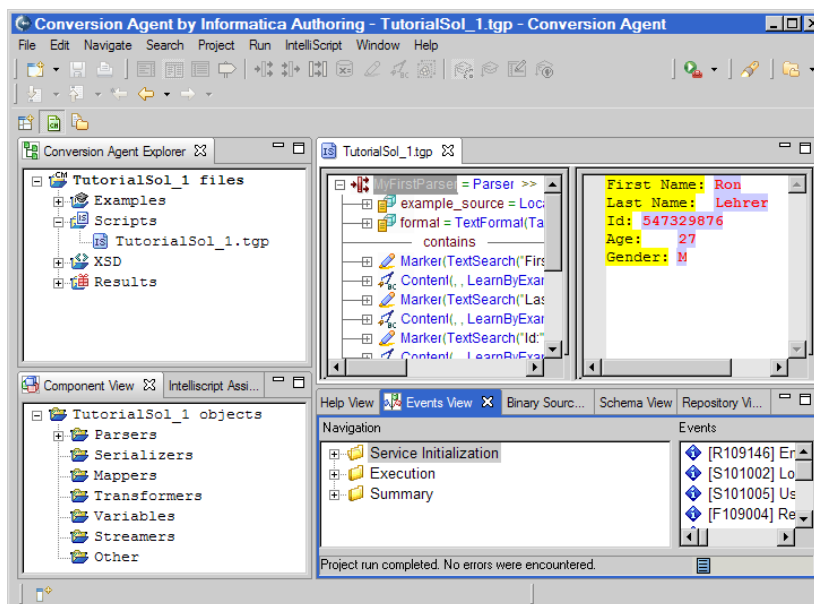 Conversion Agent by Informatica Authoring - TutorialSol_1.tgp - Conversion Agent
File Edit Navigate Search Project Run IntelliScript Window Help
Conversion Agent Explorer
TutorialSol_1 files
Examples
Scripts
TutorialSol_1.tgp
XSD
Results
TutorialSol_1.tgp
MyFirstParser = Parser >>
example_source = Loca
format = TextFormat(Ta
contains
Marker(TextSearch("Firs
Content(, , LearnByExar
Marker(TextSearch("Las
Content(, , LearnByExar
Marker(TextSearch("Id:"
Content(, , LearnByExar
First Name: Ron
Last Name: Lehrer
Id: 547329876
Age: 27
Gender: M
Component View Intelliscript Assi...
TutorialSol_1 objects
Parsers
Serializers
Mappers
Transformers
Variables
Streamers
Other
Help View Events View Binary Sourc... Schema View Repository Vi...
Navigation
Service Initialization
Execution
Summary
Events
[R109146] En
[S101002] Lo
[S101005] Us
[F109004] Re
Project run completed. No errors were encountered.